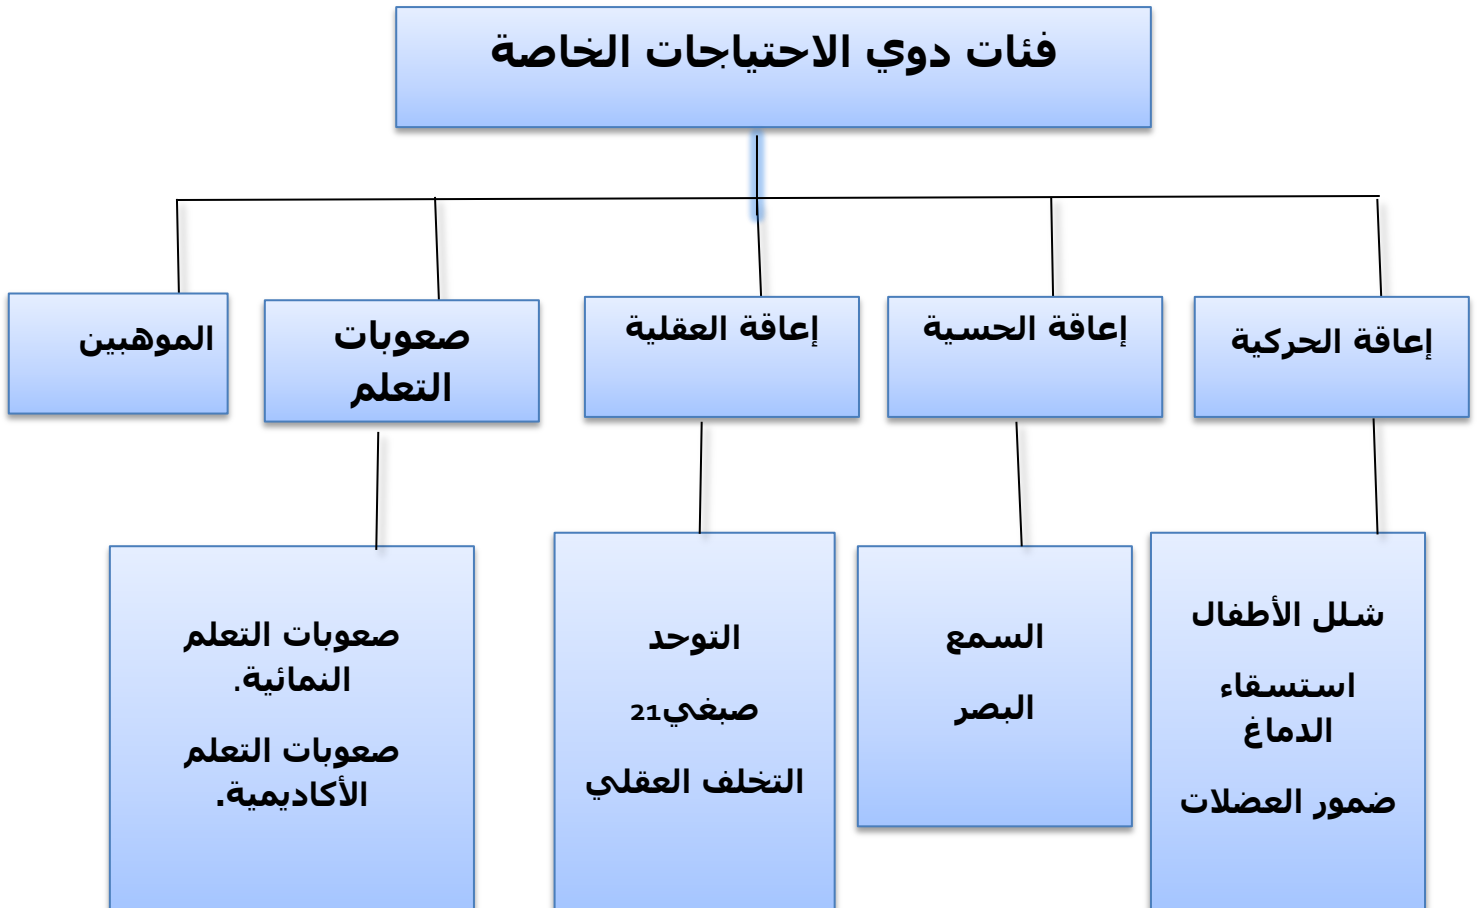 فئات دوي الاحتياجات الخاصة
إعاقة الحركية
إعاقة الحسية
إعاقة العقلية
صعوبات
التعلم
الموهبين
شلل الأطفال
استسقاء
الدماغ
ضمور العضلات
السمع
البصر
التوحد
صبغي21
التخلف العقلي
صعوبات التعلم
النمائية.
صعوبات التعلم
الأكاديمية.